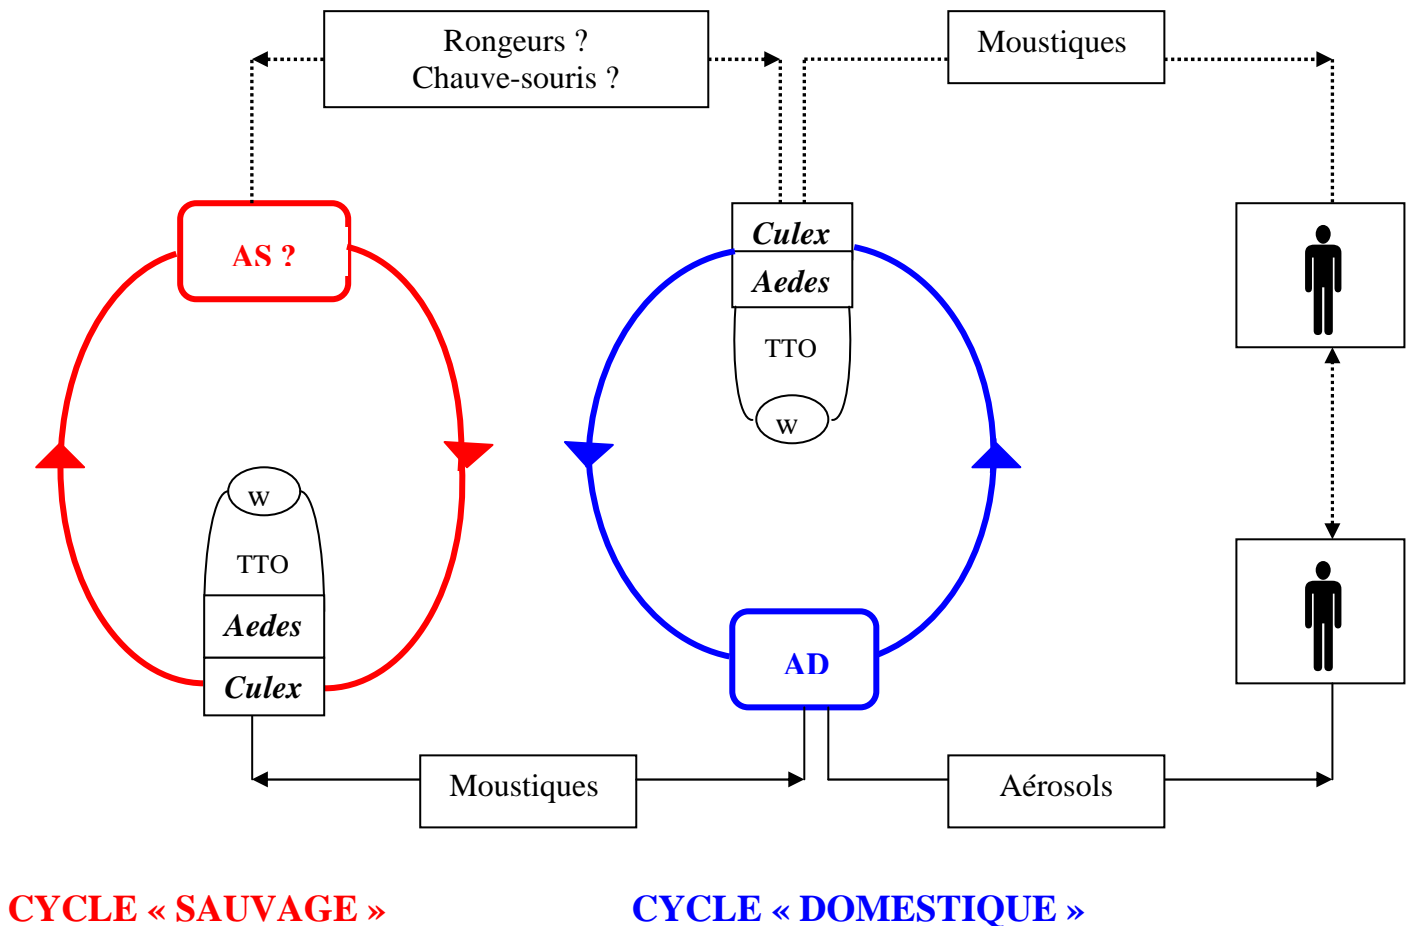 Rongeurs ?
Chauve-souris ?
Moustiques
AS ?
Culex
Aedes
TTO
w
w
TTO
Aedes
Culex
AD
Moustiques
Aérosols
CYCLE « SAUVAGE »
CYCLE « DOMESTIQUE »